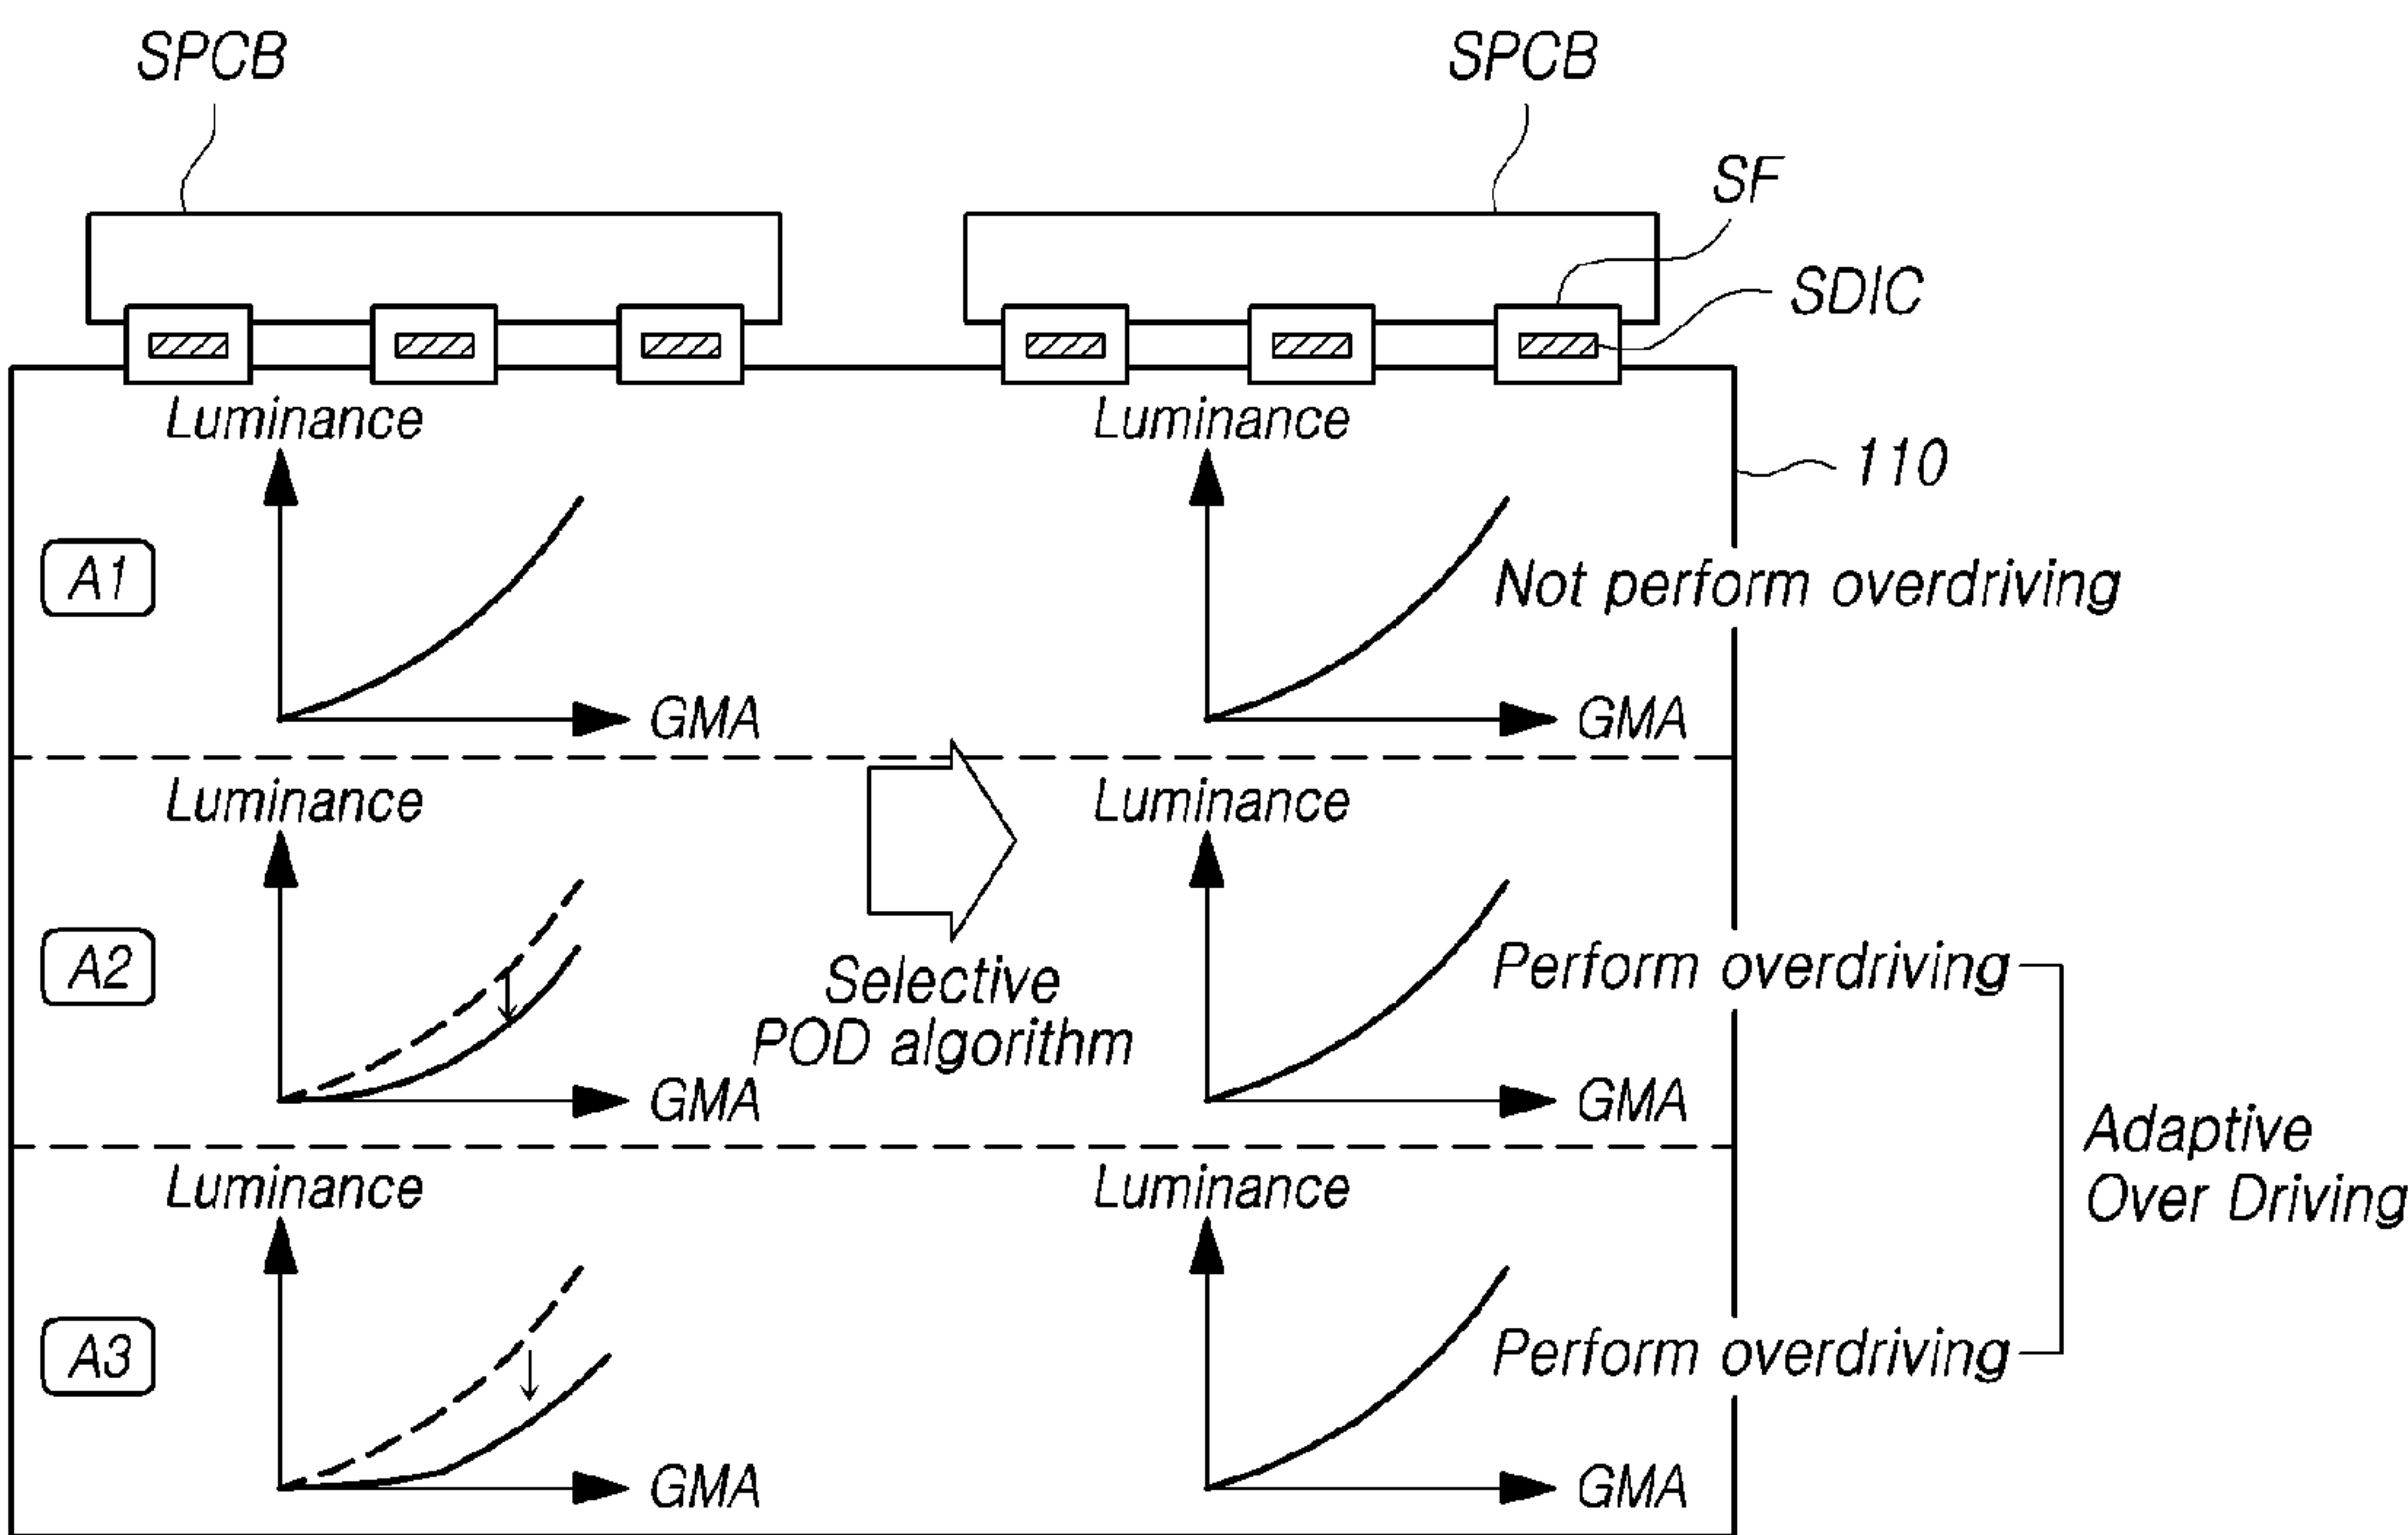 SPCB
SPCB
SF
SDIC
Luminance
Luminance
110
A1
Not perform overdriving
GMA
GMA
Luminance
Luminance
A2
Perform overdriving
Selective
POD algorithm
GMA
GMA
Adaptive
Over Driving
Luminance
Luminance
A3
Perform overdriving
GMA
GMA